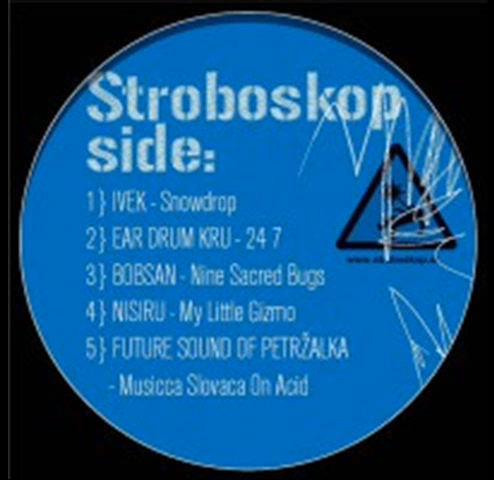 Stroboskop
side:
1} IVEK - Snowdrop
2} EAR DRUM KRU - 24 7
3} BOBSAN - Nine Sacred Bugs
4} NISIRU - My Little Gizmo
5} FUTURE SOUND OF PETRŽALKA
- Musicca Slovaca On Acid